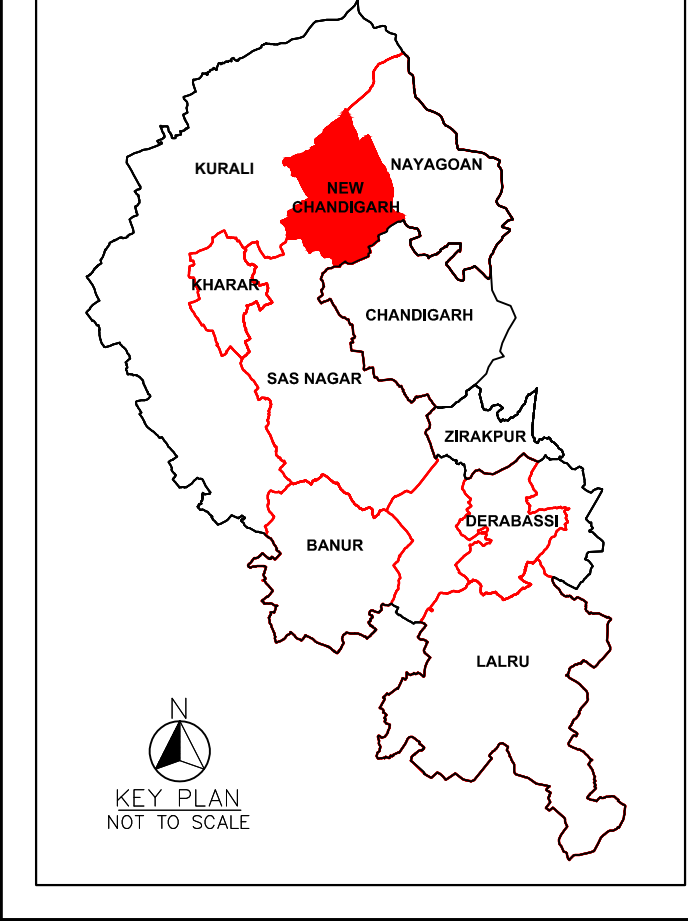 KURALI
NAYAGOAN
NEW
CHANDIGARH
KHARAR
CHANDIGARH
SAS NAGAR
ZIRAKPUR
DERABASSI
BANUR
LALRU
N
KEY PLAN
NOT TO SCALE